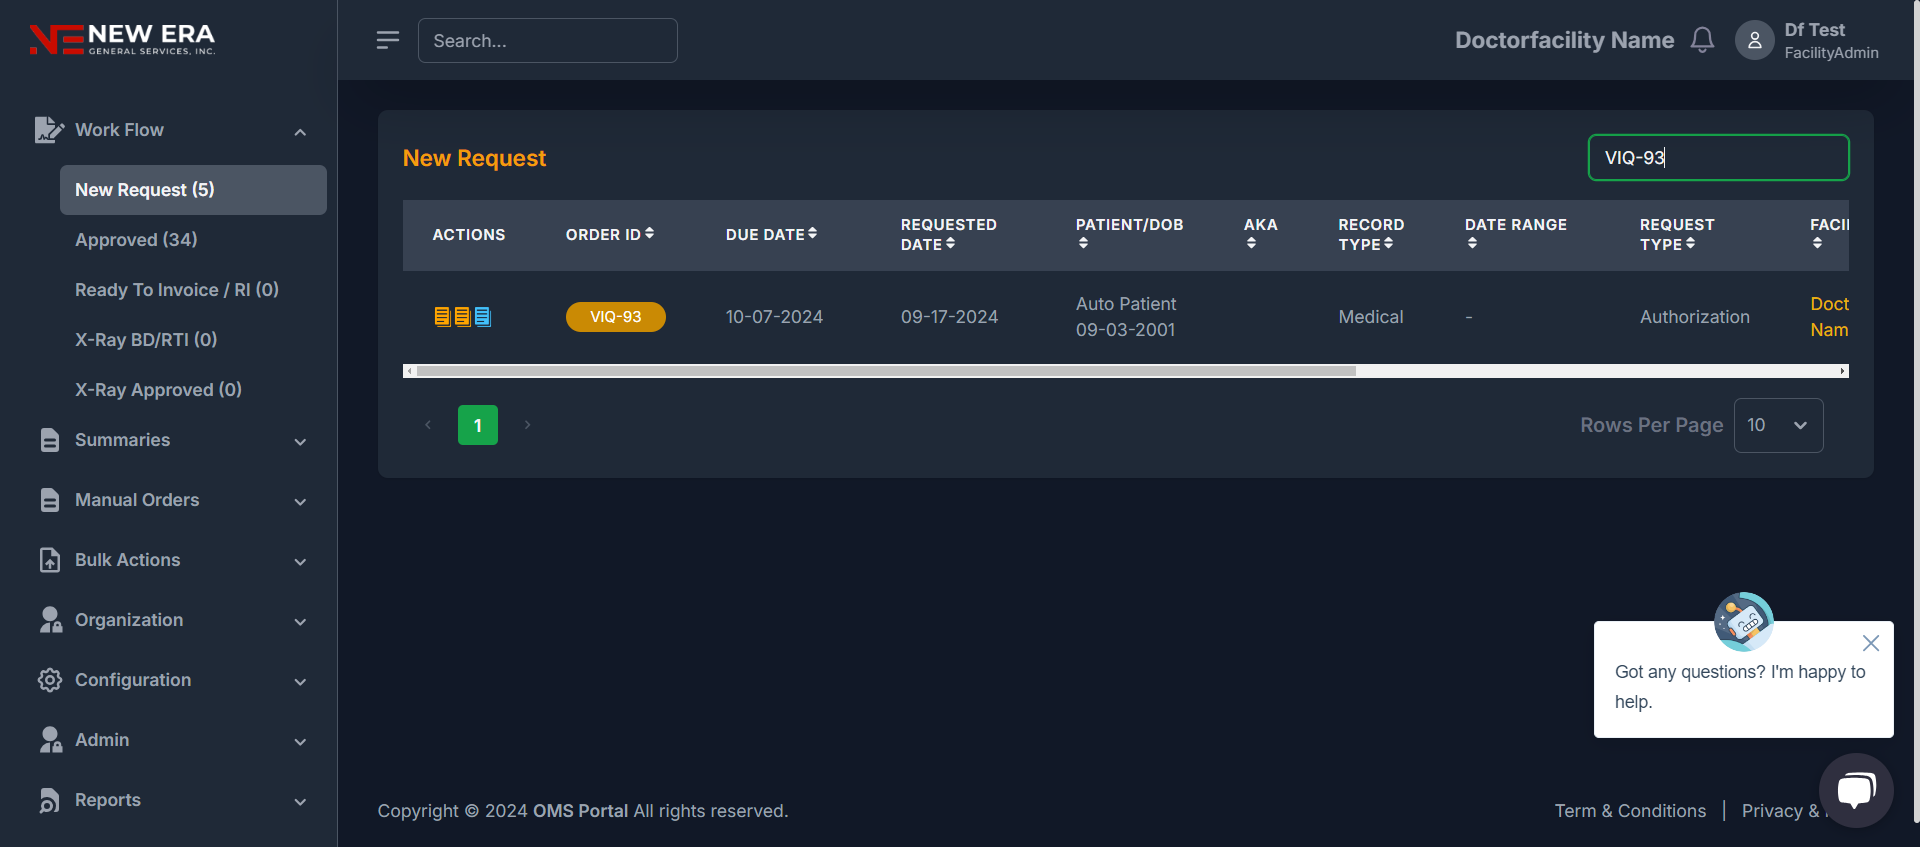 NEW ERA
GENERAL SERVICES, INC.
Search...
Doctorfacility Name
Df Test
FacilityAdmin
Work Flow
New Request (5)
Approved (34)
Ready To Invoice / RI (0)
X-Ray BD/RTI (0)
X-Ray Approved (0)
Summaries
Manual Orders
Bulk Actions
Organization
Configuration
Admin
Reports
New Request
VIQ-93
ACTIONS ORDER ID DUE DATE REQUESTED DATE PATIENT/DOB AKA RECORD TYPE DATE RANGE REQUEST TYPE FACI
VIQ-93 10-07-2024 09-17-2024 Auto Patient 09-03-2001 Medical - Authorization Doct Nam
1
Rows Per Page 10
Got any questions? I'm happy to
help.
Copyright © 2024 OMS Portal All rights reserved.
Term & Conditions | Privacy &